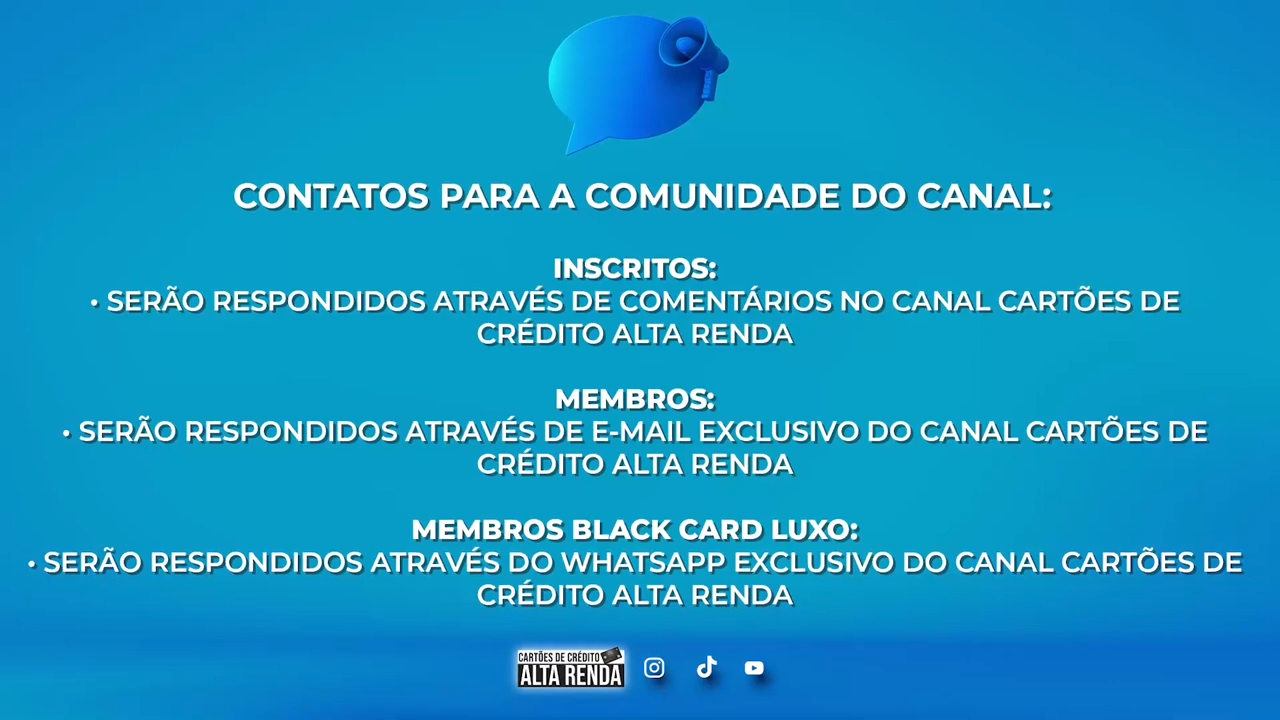 CONTATOS PARA A COMUNIDADE DO CANAL:
INSCRITOS:
• SERÃO RESPONDIDOS ATRAVÉS DE COMENTÁRIOS NO CANAL CARTÕES DE
CRÉDITO ALTA RENDA
MEMBROS:
• SERÃO RESPONDIDOS ATRAVÉS DE E-MAIL EXCLUSIVO DO CANAL CARTÕES DE
CRÉDITO ALTA RENDA
MEMBROS BLACK CARD LUXO:
• SERÃO RESPONDIDOS ATRAVÉS DO WHATSAPP EXCLUSIVO DO CANAL CARTÕES DE
CRÉDITO ALTA RENDA
CARTÕES DE CRÉDITO
ALTA RENDA